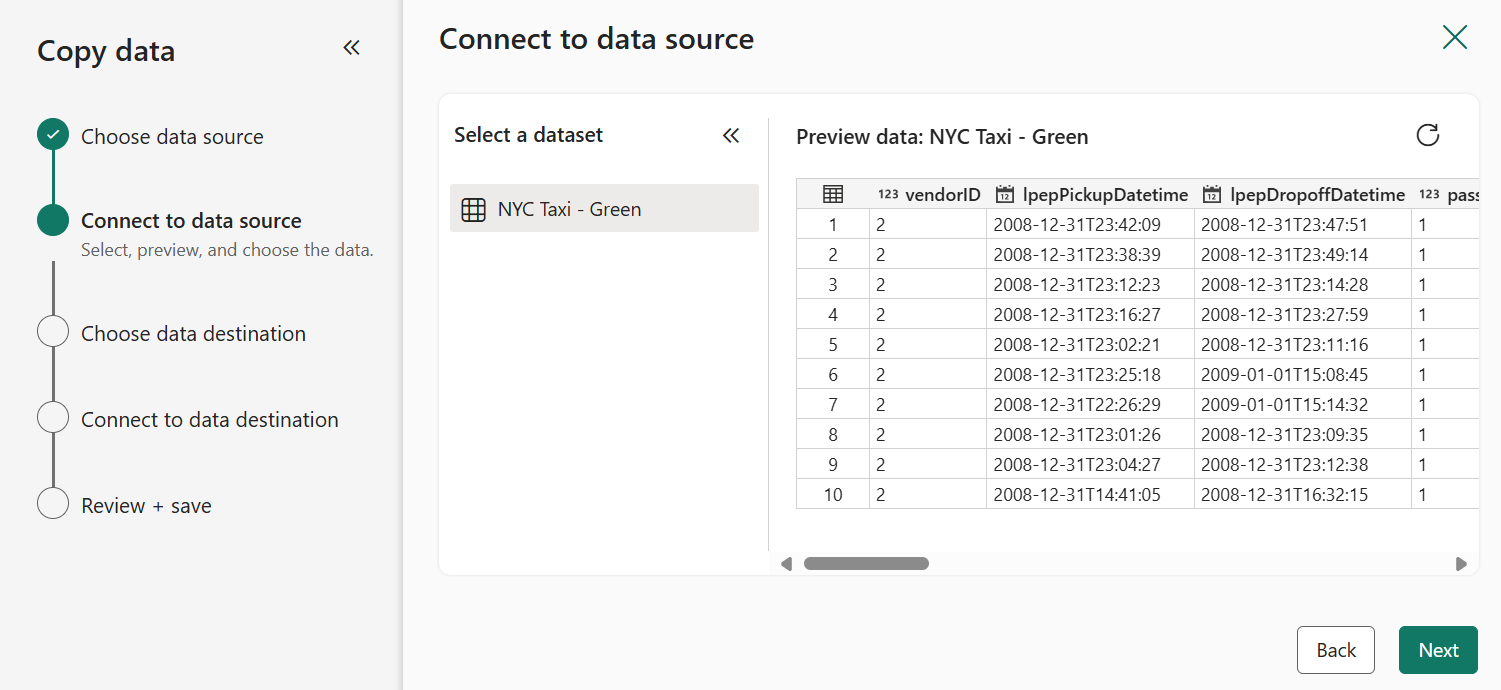 Copy data
Choose data source
Connect to data source
Select, preview, and choose the data.
Choose data destination
Connect to data destination
Review + save
Connect to data source
Select a dataset
NYC Taxi - Green
Preview data: NYC Taxi - Green
123 vendorID 12 lpepPickupDatetime 12 lpepDropoffDatetime 123 pass
1 2 2008-12-31T23:42:09 2008-12-31T23:47:51 1
2 2 2008-12-31T23:38:39 2008-12-31T23:49:14 1
3 2 2008-12-31T23:12:23 2008-12-31T23:14:28 1
4 2 2008-12-31T23:16:27 2008-12-31T23:27:59 1
5 2 2008-12-31T23:02:21 2008-12-31T23:11:16 1
6 2 2008-12-31T23:25:18 2009-01-01T15:08:45 1
7 2 2008-12-31T22:26:29 2009-01-01T15:14:32 1
8 2 2008-12-31T23:01:26 2008-12-31T23:09:35 1
9 2 2008-12-31T23:04:27 2008-12-31T23:12:38 1
10 2 2008-12-31T14:41:05 2008-12-31T16:32:15 1
Back Next